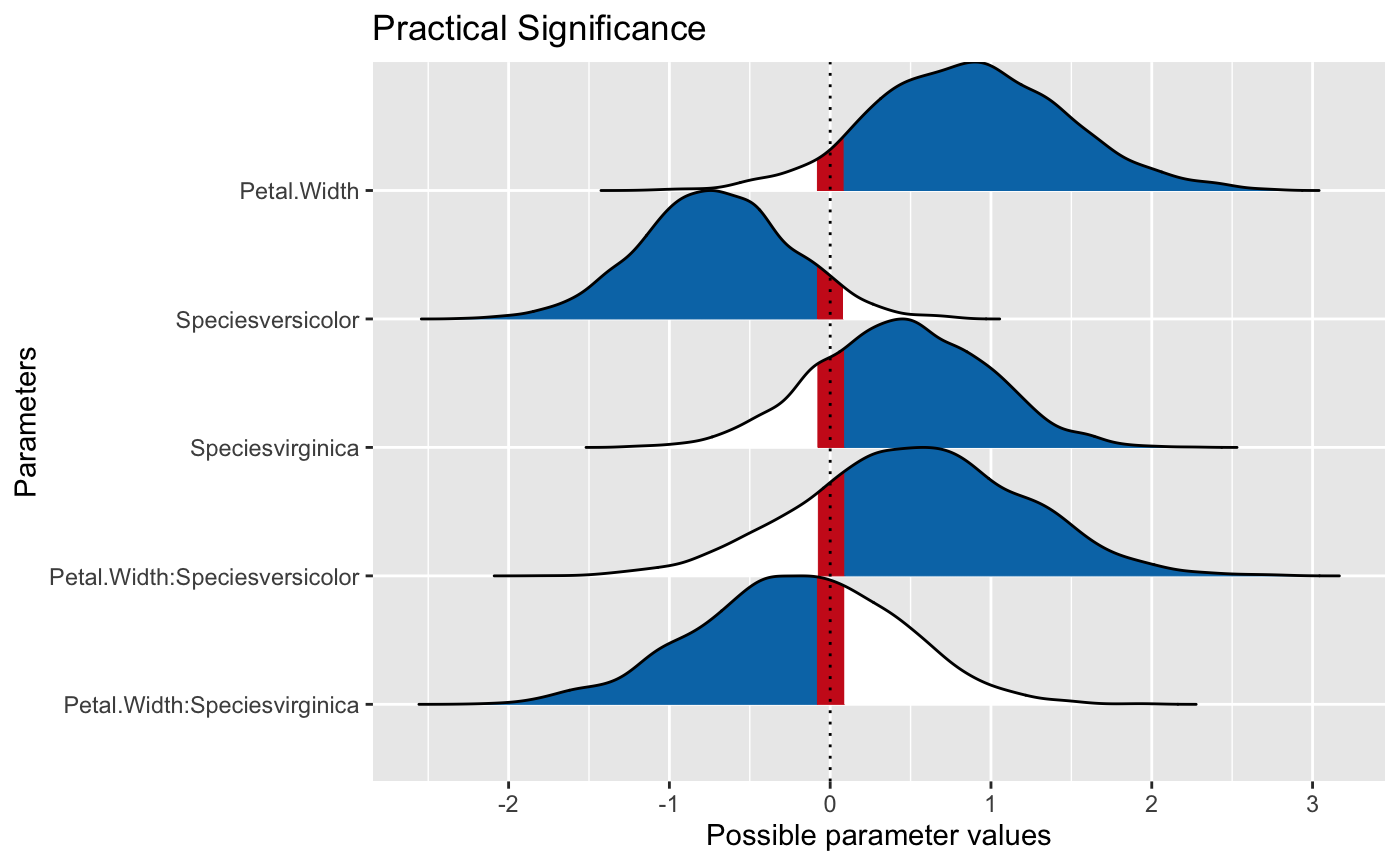 Practical Significance
Parameters
Petal.Width
Speciesversicolor
Speciesvirginica
Petal.Width:Speciesversicolor
Petal.Width:Speciesvirginica
-2 -1 0 1 2 3
Possible parameter values